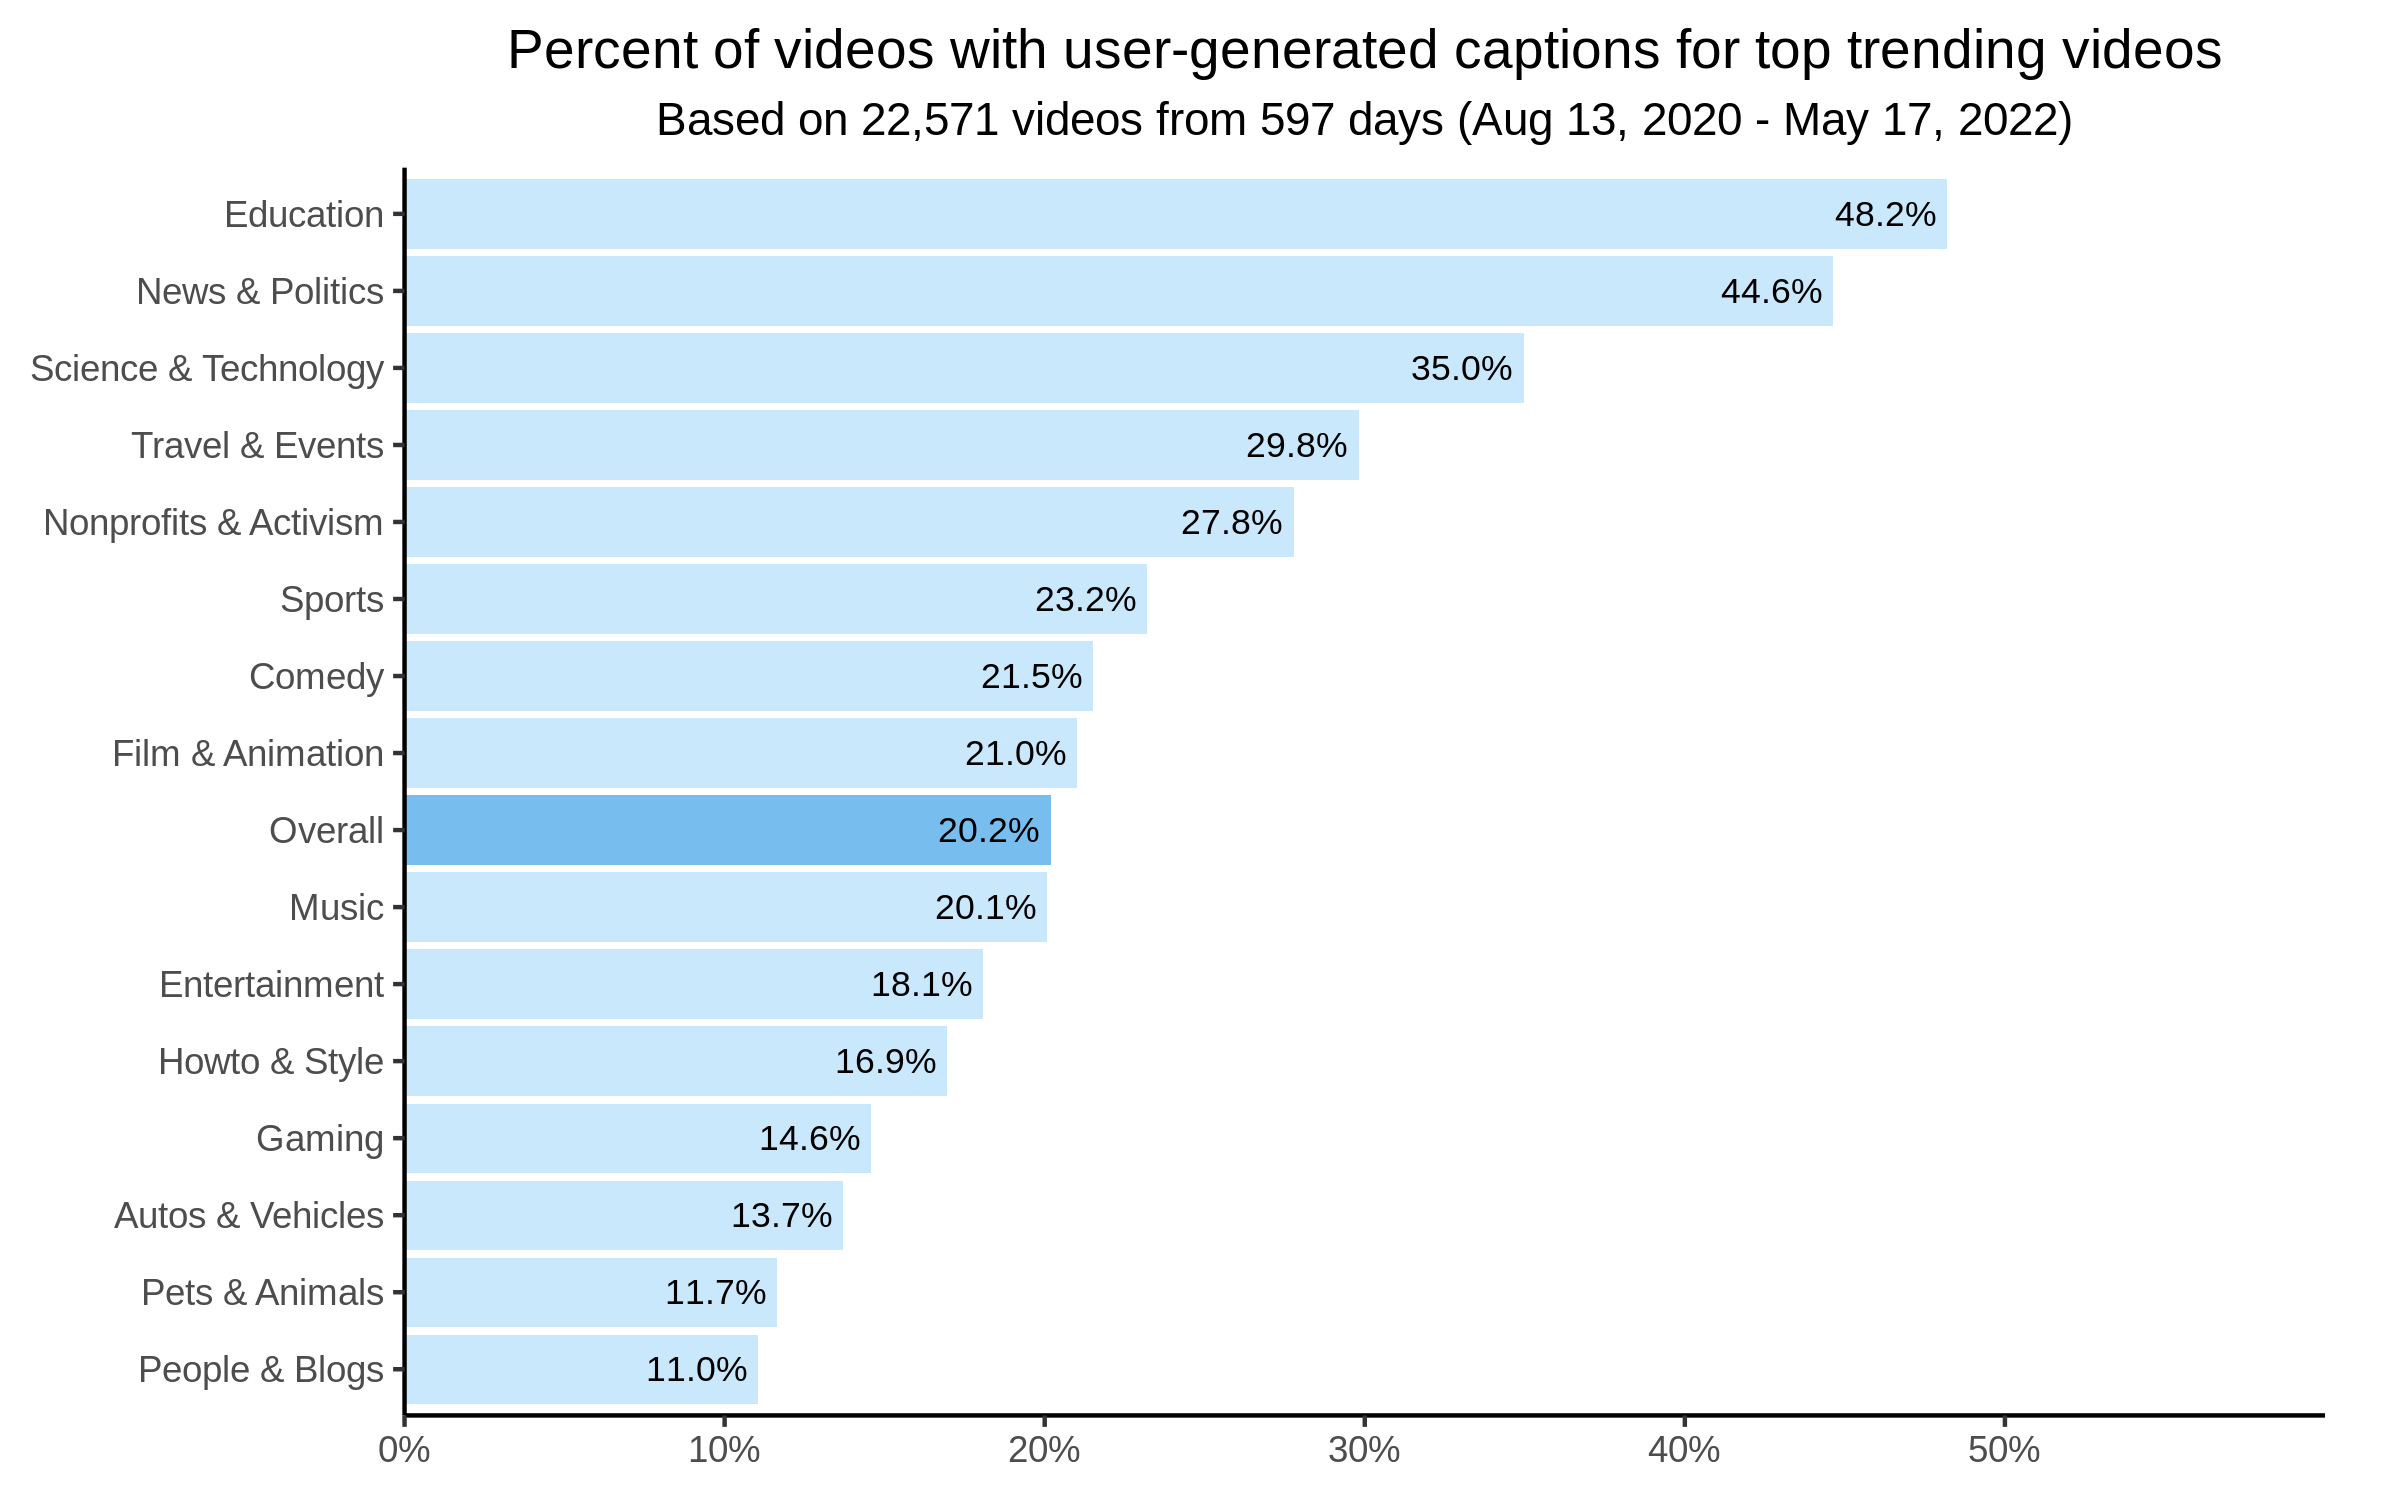 Percent of videos with user-generated captions for top trending videos
Based on 22,571 videos from 597 days (Aug 13, 2020 - May 17, 2022)
Education 48.2%
News & Politics 44.6%
Science & Technology 35.0%
Travel & Events 29.8%
Nonprofits & Activism 27.8%
Sports 23.2%
Comedy 21.5%
Film & Animation 21.0%
Overall 20.2%
Music 20.1%
Entertainment 18.1%
Howto & Style 16.9%
Gaming 14.6%
Autos & Vehicles 13.7%
Pets & Animals 11.7%
People & Blogs 11.0%
0% 10% 20% 30% 40% 50%